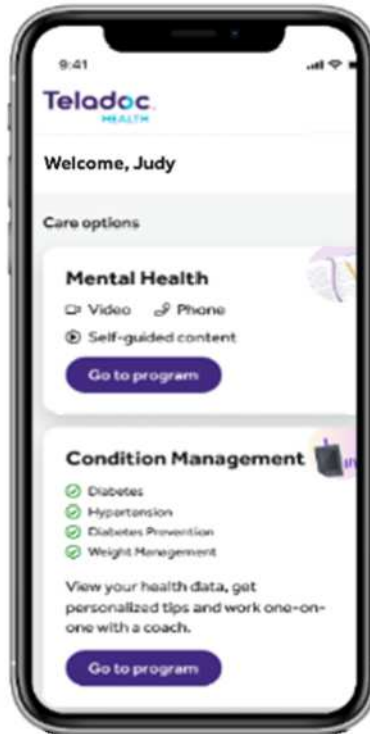 9:41
Teladoc
HEALTH
Welcome, Judy
Care options
Mental Health
Video Phone
Self-guided content
Go to program
Condition Management
Diabetes
Hypertension
Diabetes Prevention
Weight Management
View your health data, get
personalized tips and work one-on-
one with a coach.
Go to program